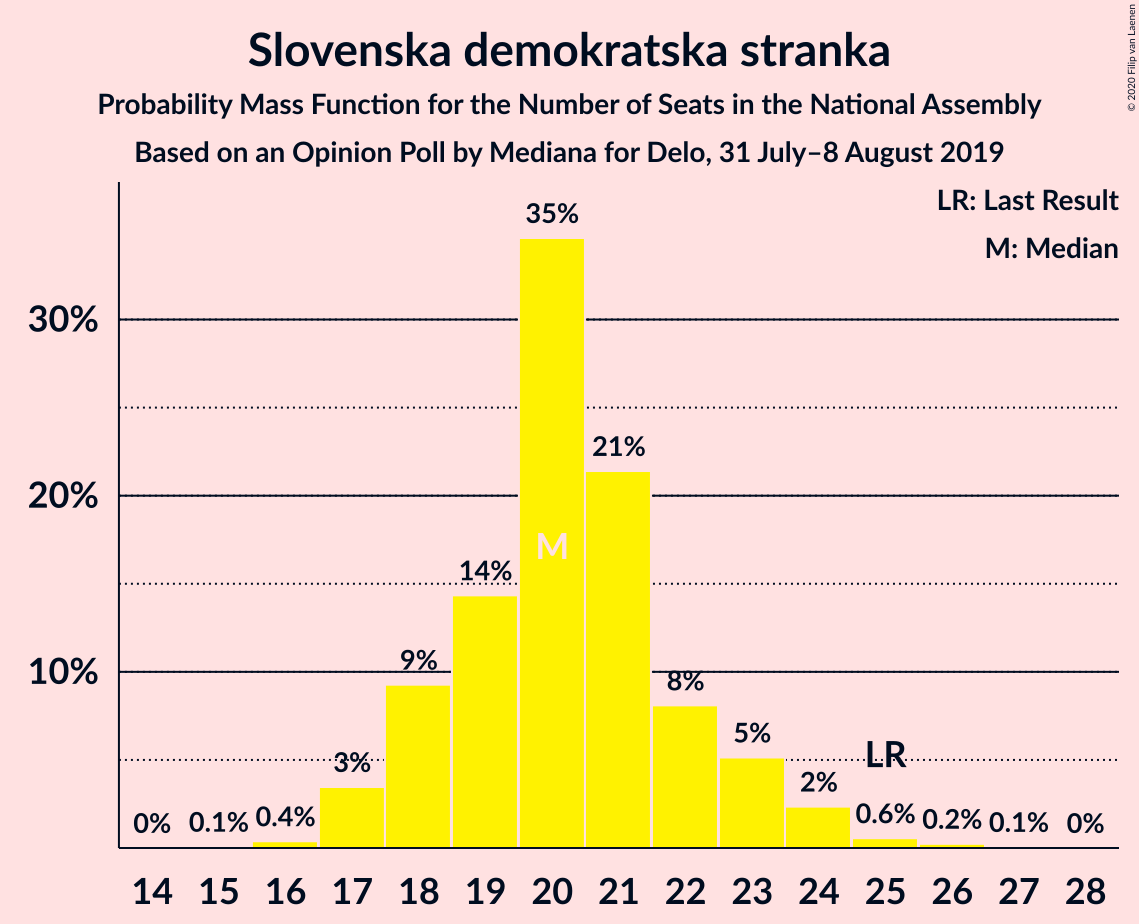 Slovenska demokratska stranka
Probability Mass Function for the Number of Seats in the National Assembly
Based on an Opinion Poll by Mediana for Delo, 31 July–8 August 2019
© 2020 Filip van Laenen
LR: Last Result
M: Median
35%
30%
21%
20%
M
14%
9%
10%
8%
5%
3%
LR
2%
0% 0.1% 0.4% 0.6% 0.2% 0.1% 0%
14 15 16 17 18 19 20 21 22 23 24 25 26 27 28